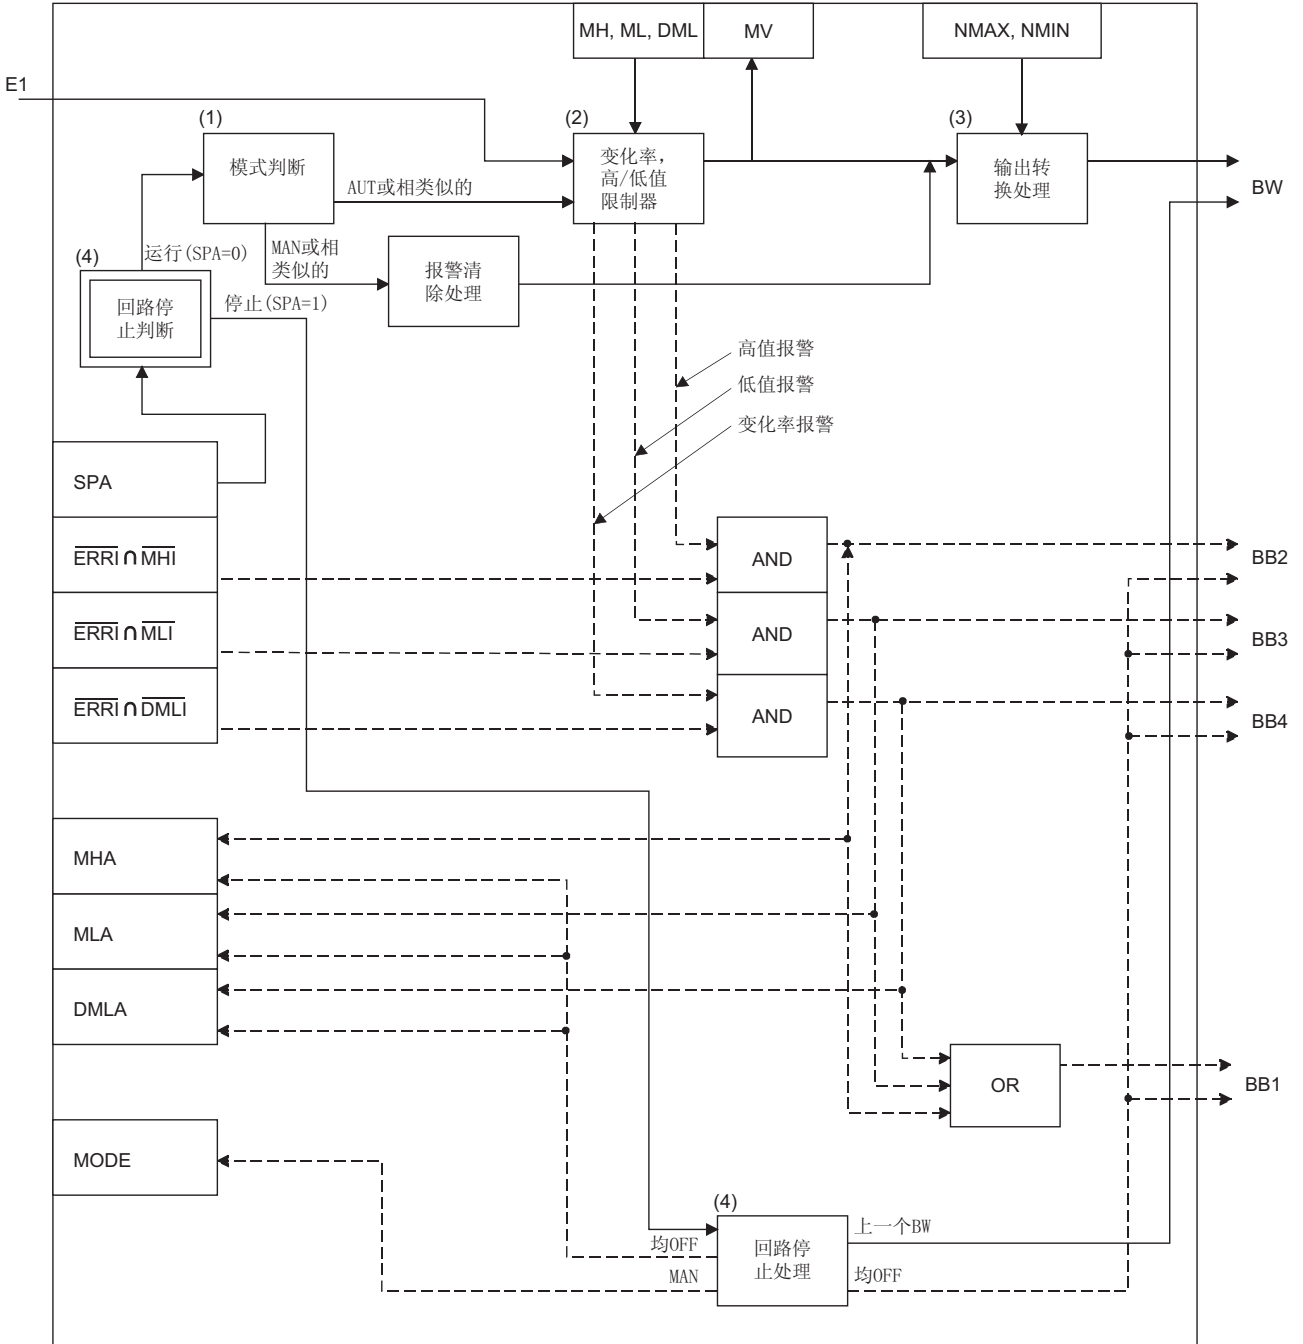 MH, ML, DML
MV
NMAX, NMIN
E1
(1)
(2)
(3)
模式判断
变化率，
高/低值
限制器
输出转
换处理
AUT或相类似的
BW
运行(SPA=0)
MAN或相
类似的
(4)
报警清
除处理
回路停
止判断
停止(SPA=1)
高值报警
低值报警
变化率报警
SPA
ERRI∩MHI
AND
BB2
ERRI∩MLI
AND
BB3
ERRI∩DMLI
AND
BB4
MHA
MLA
DMLA
OR
BB1
MODE
(4)
均OFF
MAN
回路停
止处理
上一个BW
均OFF